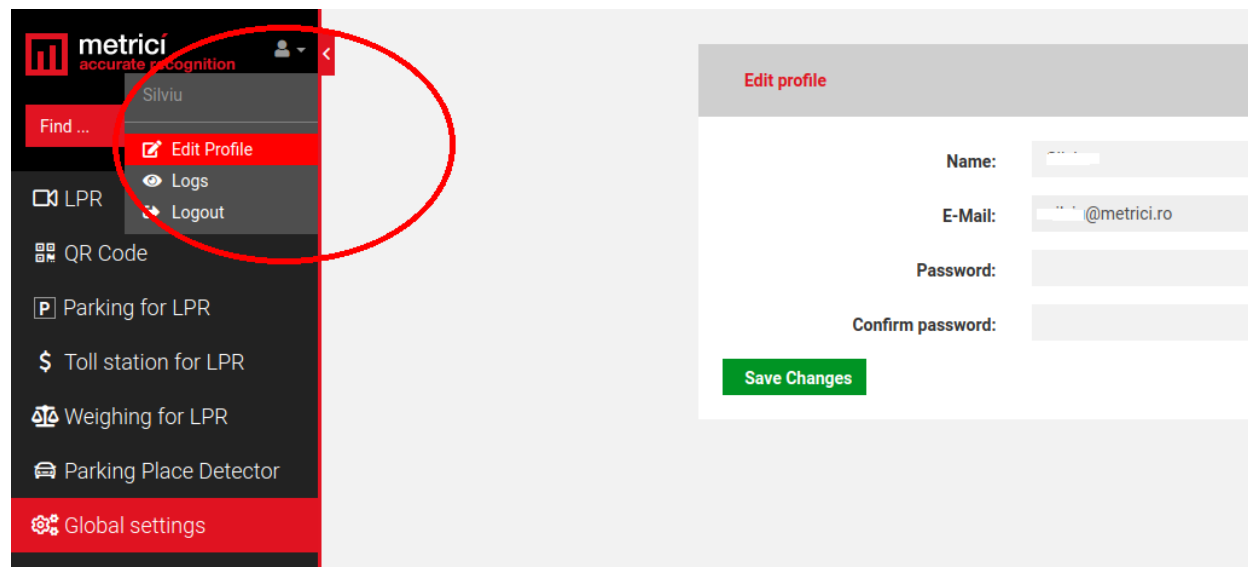 metrici
accurate recognition
Silviu
Find ...
Edit Profile
Logs
Logout
LPR
QR Code
P Parking for LPR
$ Toll station for LPR
Weighing for LPR
Parking Place Detector
Global settings
Edit profile
Name:
E-Mail: @metrici.ro
Password:
Confirm password:
Save Changes